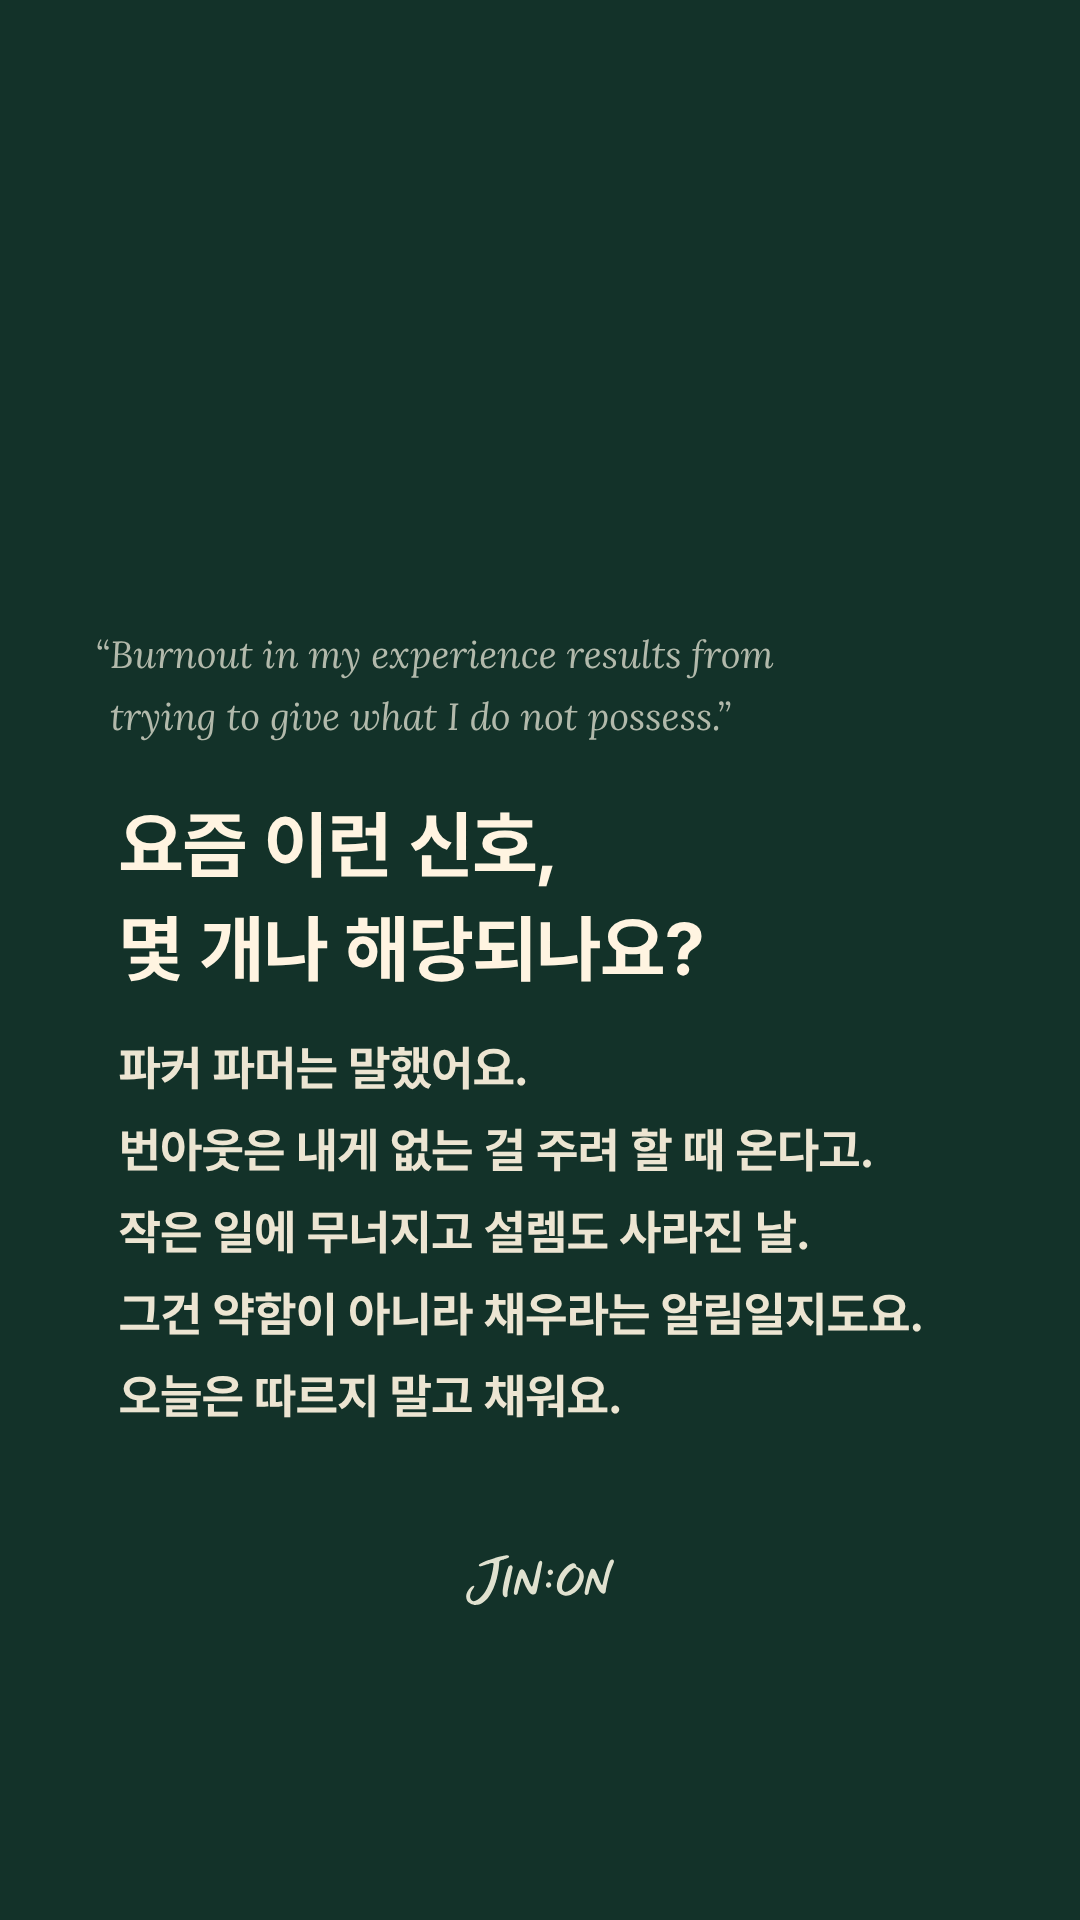 “Burnout in my experience results from
trying to give what I do not possess.”
요즘 이런 신호,
몇 개나 해당되나요?
파커 파머는 말했어요.
번아웃은 내게 없는 걸 주려 할 때 온다고.
작은 일에 무너지고 설렘도 사라진 날.
그건 약함이 아니라 채우라는 알림일지도요.
오늘은 따르지 말고 채워요.
JIN:ON